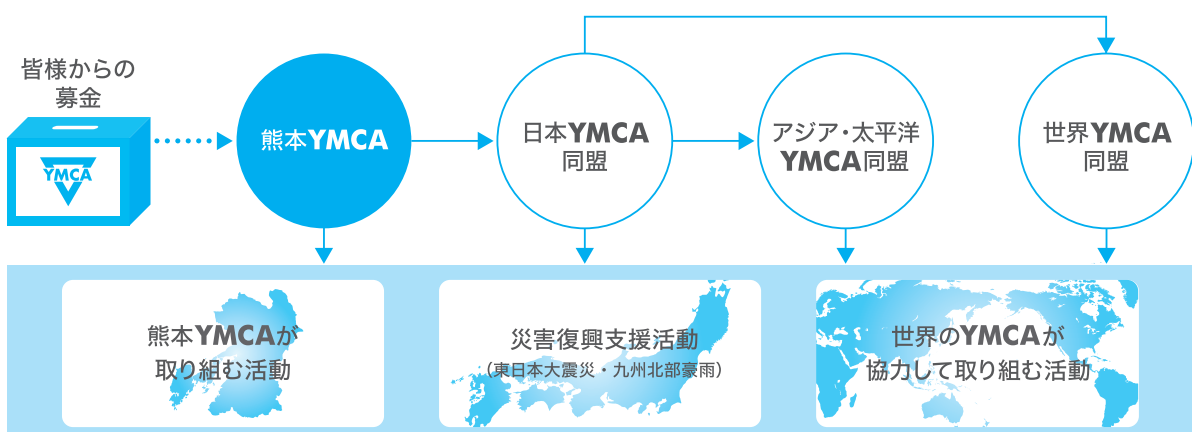 皆様からの
募金
YMCA
熊本YMCA
日本YMCA
同盟
アジア・太平洋
YMCA同盟
世界YMCA
同盟
熊本YMCAが
取り組む活動
災害復興支援活動
（東日本大震災・九州北部豪雨）
世界のYMCAが
協力して取り組む活動